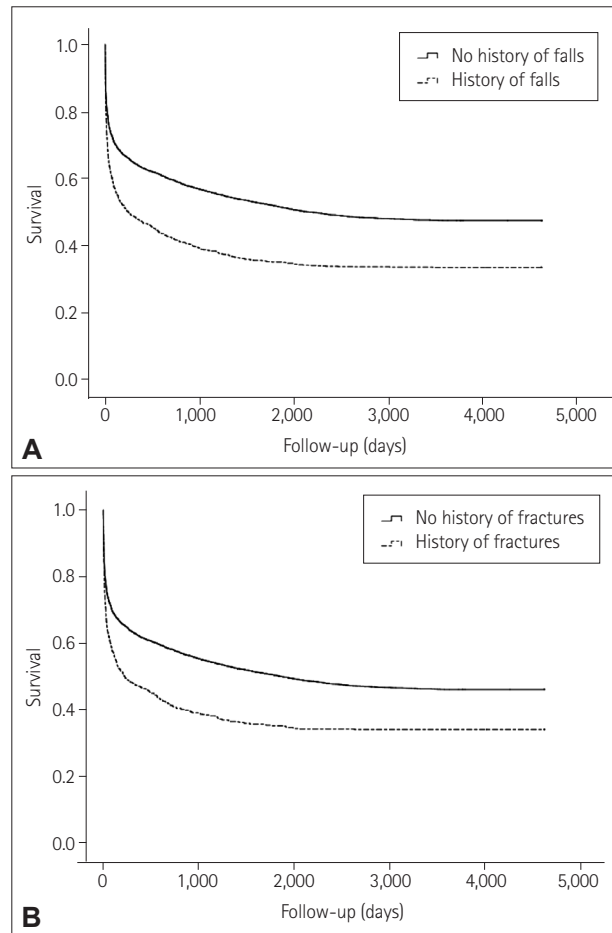 1.0
0.8
0.6
0.4
0.2
0.0
Survival
No history of falls
History of falls
0 1,000 2,000 3,000 4,000 5,000
Follow-up (days)
A
1.0
0.8
0.6
0.4
0.2
0.0
Survival
No history of fractures
History of fractures
0 1,000 2,000 3,000 4,000 5,000
Follow-up (days)
B